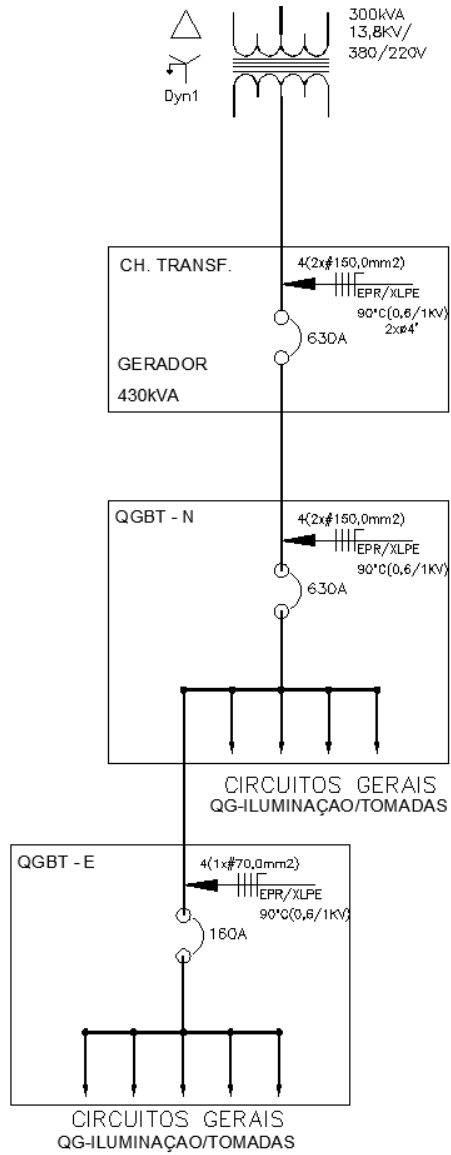 300kVA
13,8KV/
380/220V
Dyn1
CH. TRANSF.
4(2x#150,0mm2)
EPR/XLPE
90°C(0,6/1KV)
2xø4'
630A
GERADOR
430kVA
QGBT - N
4(2x#150,0mm2)
EPR/XLPE
90°C(0,6/1KV)
630A
CIRCUITOS GERAIS
QG-ILUMINAÇAO/TOMADAS
QGBT - E
4(1x#70,0mm2)
EPR/XLPE
90°C(0,6/1KV)
160A
CIRCUITOS GERAIS
QG-ILUMINAÇAO/TOMADAS